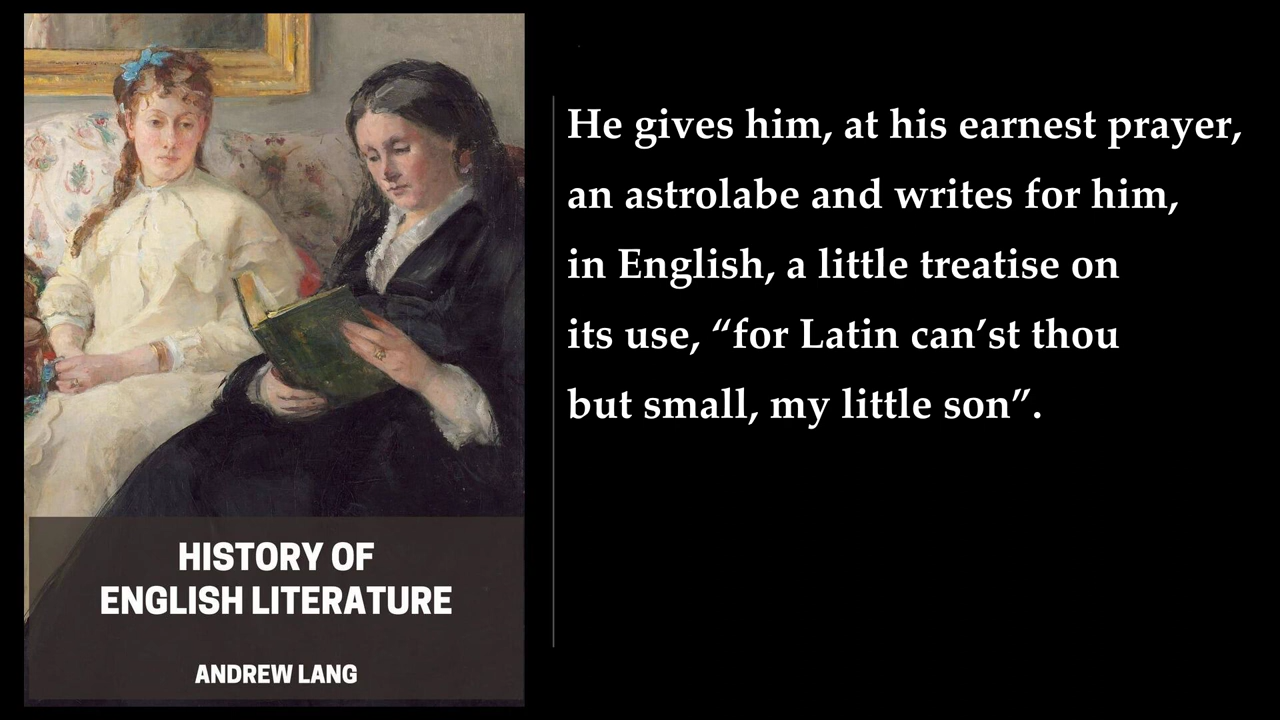 He gives him, at his earnest prayer,
an astrolabe and writes for him,
in English, a little treatise on
its use, “for Latin can’st thou
but small, my little son”.
HISTORY OF
ENGLISH LITERATURE
ANDREW LANG